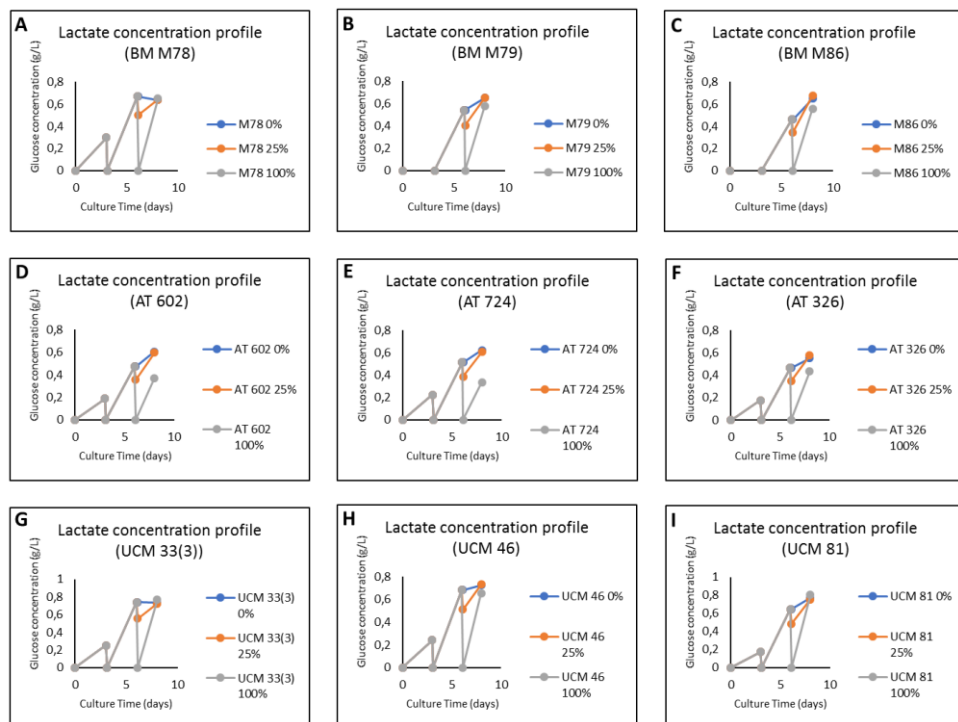 A
Lactate concentration profile
(BM M78)
Glucose concentration (g/L)
0,8
0,6
0,4
0,2
0
0 5 10
Culture Time (days)
M78 0%
M78 25%
M78 100%
B
Lactate concentration profile
(BM M79)
Glucose concentration (g/L)
0,8
0,6
0,4
0,2
0
0 5 10
Culture Time (days)
M79 0%
M79 25%
M79 100%
C
Lactate concentration profile
(BM M86)
Glucose concentration (g/L)
0,8
0,6
0,4
0,2
0
0 5 10
Culture Time (days)
M86 0%
M86 25%
M86 100%
D
Lactate concentration profile
(AT 602)
Glucose concentration (g/L)
0,8
0,6
0,4
0,2
0
0 5 10
Culture Time (days)
AT 602 0%
AT 602 25%
AT 602
100%
E
Lactate concentration profile
(AT 724)
Glucose concentration (g/L)
0,8
0,6
0,4
0,2
0
0 5 10
Culture Time (days)
AT 724 0%
AT 724 25%
AT 724
100%
F
Lactate concentration profile
(AT 326)
Glucose concentration (g/L)
0,8
0,6
0,4
0,2
0
0 5 10
Culture Time (days)
AT 326 0%
AT 326 25%
AT 326
100%
G
Lactate concentration profile
(UCM 33(3))
Glucose concentration (g/L)
1
0,8
0,6
0,4
0,2
0
0 5 10
Culture Time (days)
UCM 33(3)
0%
UCM 33(3)
25%
UCM 33(3)
100%
H
Lactate concentration profile
(UCM 46)
Glucose concentration (g/L)
0,8
0,6
0,4
0,2
0
0 5 10
Culture Time (days)
UCM 46 0%
UCM 46
25%
UCM 46
100%
I
Lactate concentration profile
(UCM 81)
Glucose concentration (g/L)
1
0,8
0,6
0,4
0,2
0
0 5 10
Culture Time (days)
UCM 81 0%
UCM 81
25%
UCM 81
100%